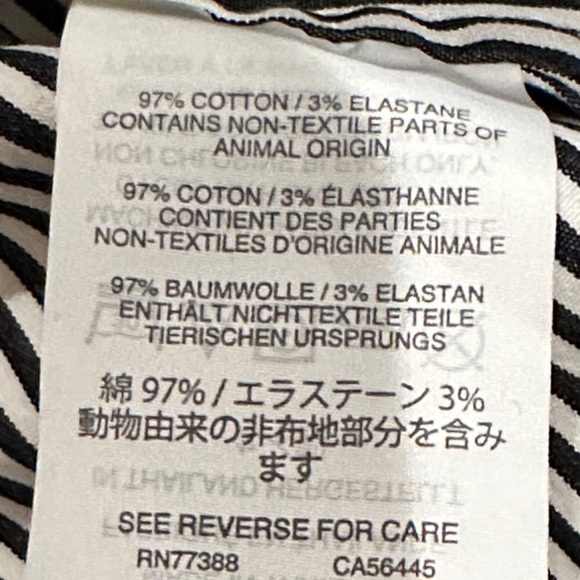 97% COTTON / 3% ELASTANE
CONTAINS NON-TEXTILE PARTS OF
ANIMAL ORIGIN
97% COTON / 3% ÉLASTHANNE
CONTIENT DES PARTIES
NON-TEXTILES D'ORIGINE ANIMALE
97% BAUMWOLLE / 3% ELASTAN
ENTHÄLT NICHTTEXTILE TEILE
TIERISCHEN URSPRUNGS
綿 97% / エラステーン 3%
動物由来の非布地部分を含み
ます
SEE REVERSE FOR CARE
RN77388 CA56445